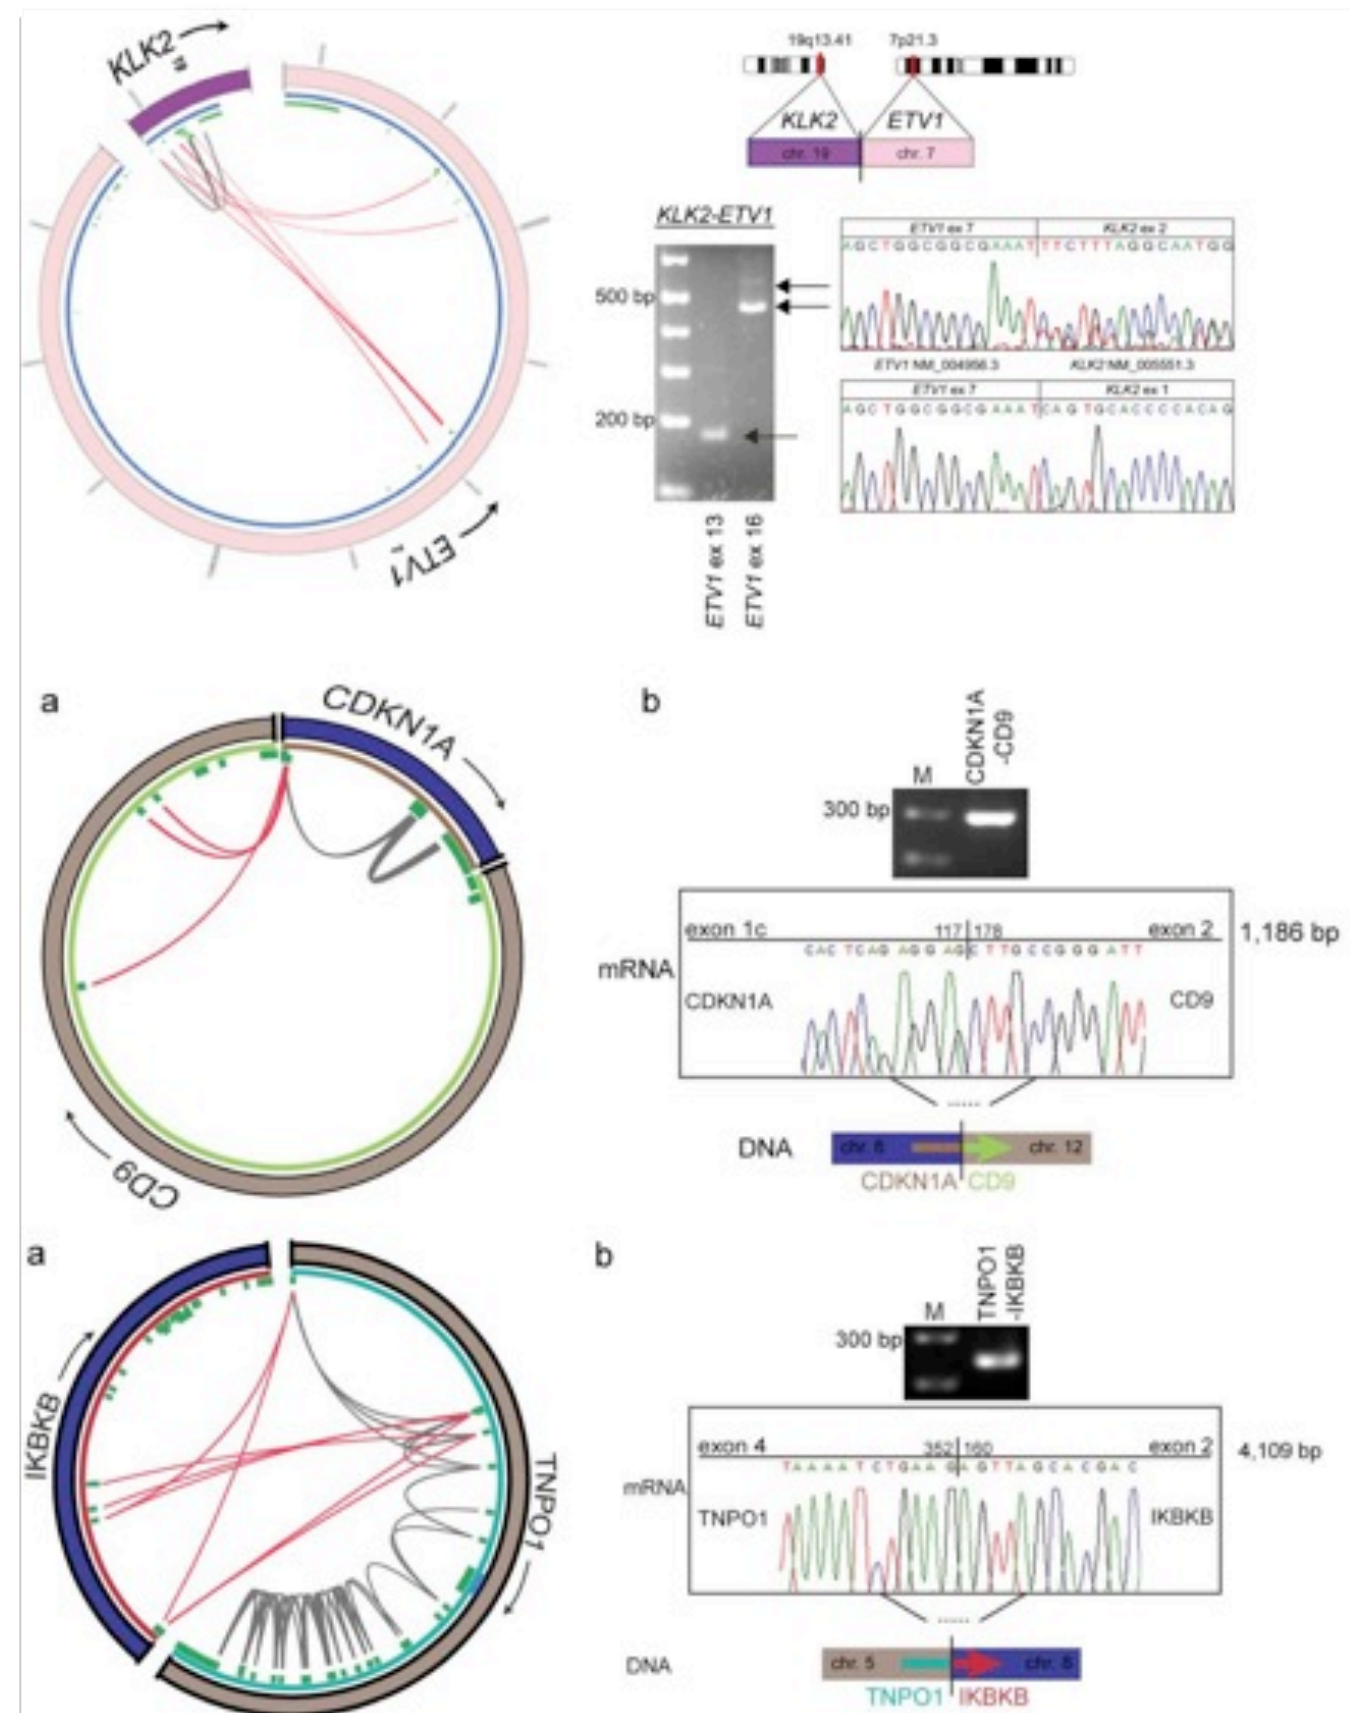 KLK2
ETV1
19q13.41 7p21.3
KLK2 ETV1
chr. 19 chr. 7
KLK2-ETV1
500 bp
200 bp
ETV1 ex 13
ETV1 ex 16
ETV1 ex 7 KLK2 ex 2
AGCTGGCGGCGAAATTTCTTTAGGCAATGG
ETV1 NM_004956.3 KLK2 NM_005551.3
ETV1 ex 7 KLK2 ex 1
AGCTGGCGGCGAAATCAGTGCACCCCACAG
a
CDKN1A
CD9
b
M
CDKN1A
-CD9
300 bp
exon 1c 117 178 exon 2
1,186 bp
CACTCAGAGGAGCTTGCCGGGATT
mRNA
CDKN1A CD9
.....
DNA
chr. 6 chr. 12
CDKN1A CD9
a
IKBKB
TNPO1
b
M
TNPO1
-IKBKB
300 bp
exon 4 352 160 exon 2
4,109 bp
TAAAATCTGAAGAGTTAGCACGAC
mRNA
TNPO1 IKBKB
.....
DNA
chr. 5 chr. 8
TNPO1 IKBKB